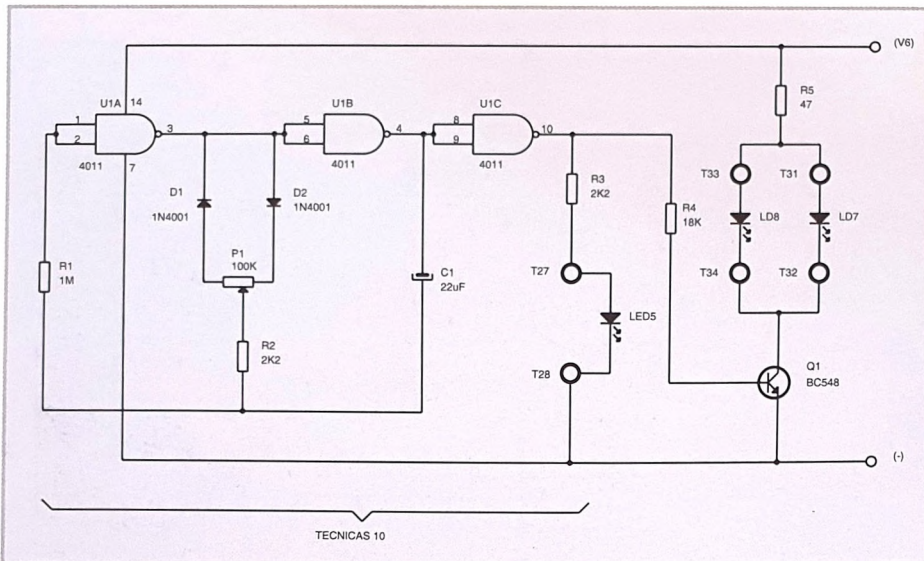 (V6)
R5
47
U1A
14
1
2
3
4011
7
U1B
5
6
4
4011
U1C
8
9
10
4011
T33
T31
D1
1N4001
D2
1N4001
R3
2K2
R4
18K
LD8
LD7
P1
100K
R1
1M
C1
22uF
T27
T34
T32
LED5
R2
2K2
T28
Q1
BC548
(-)
TECNICAS 10